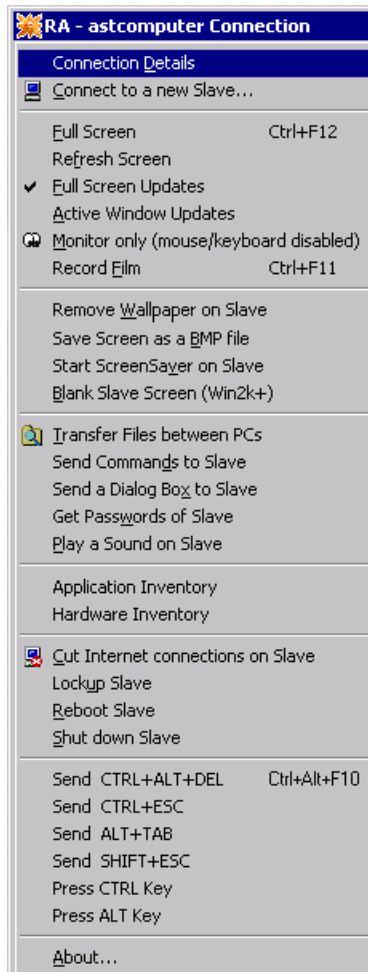 RA - astcomputer Connection
Connection Details
Connect to a new Slave...
Full Screen Ctrl+F12
Refresh Screen
Full Screen Updates
Active Window Updates
Monitor only (mouse/keyboard disabled)
Record Film Ctrl+F11
Remove Wallpaper on Slave
Save Screen as a BMP file
Start ScreenSaver on Slave
Blank Slave Screen (Win2k+)
Transfer Files between PCs
Send Commands to Slave
Send a Dialog Box to Slave
Get Passwords of Slave
Play a Sound on Slave
Application Inventory
Hardware Inventory
Cut Internet connections on Slave
Lockup Slave
Reboot Slave
Shut down Slave
Send CTRL+ALT+DEL Ctrl+Alt+F10
Send CTRL+ESC
Send ALT+TAB
Send SHIFT+ESC
Press CTRL Key
Press ALT Key
About...